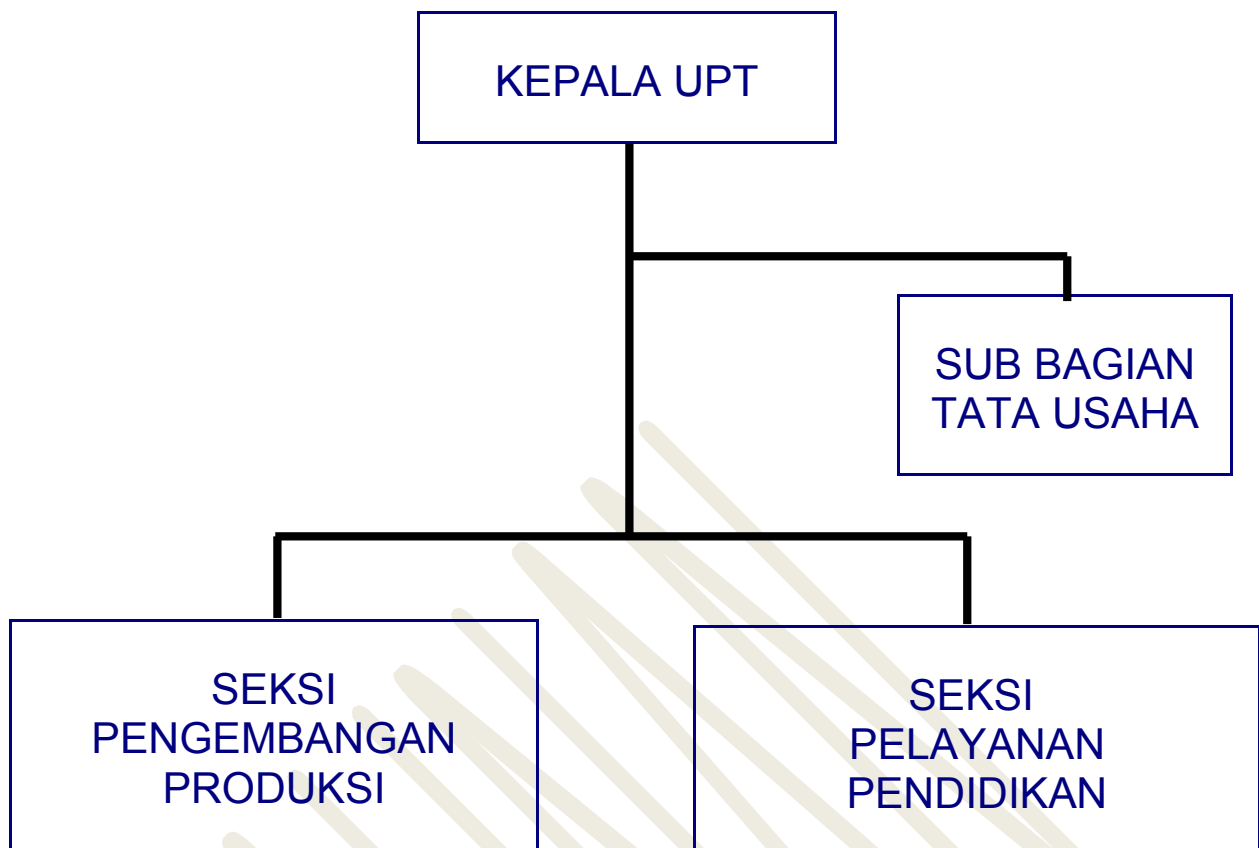 KEPALA UPT
SUB BAGIAN
TATA USAHA
SEKSI
PENGEMBANGAN
PRODUKSI
SEKSI
PELAYANAN
PENDIDIKAN